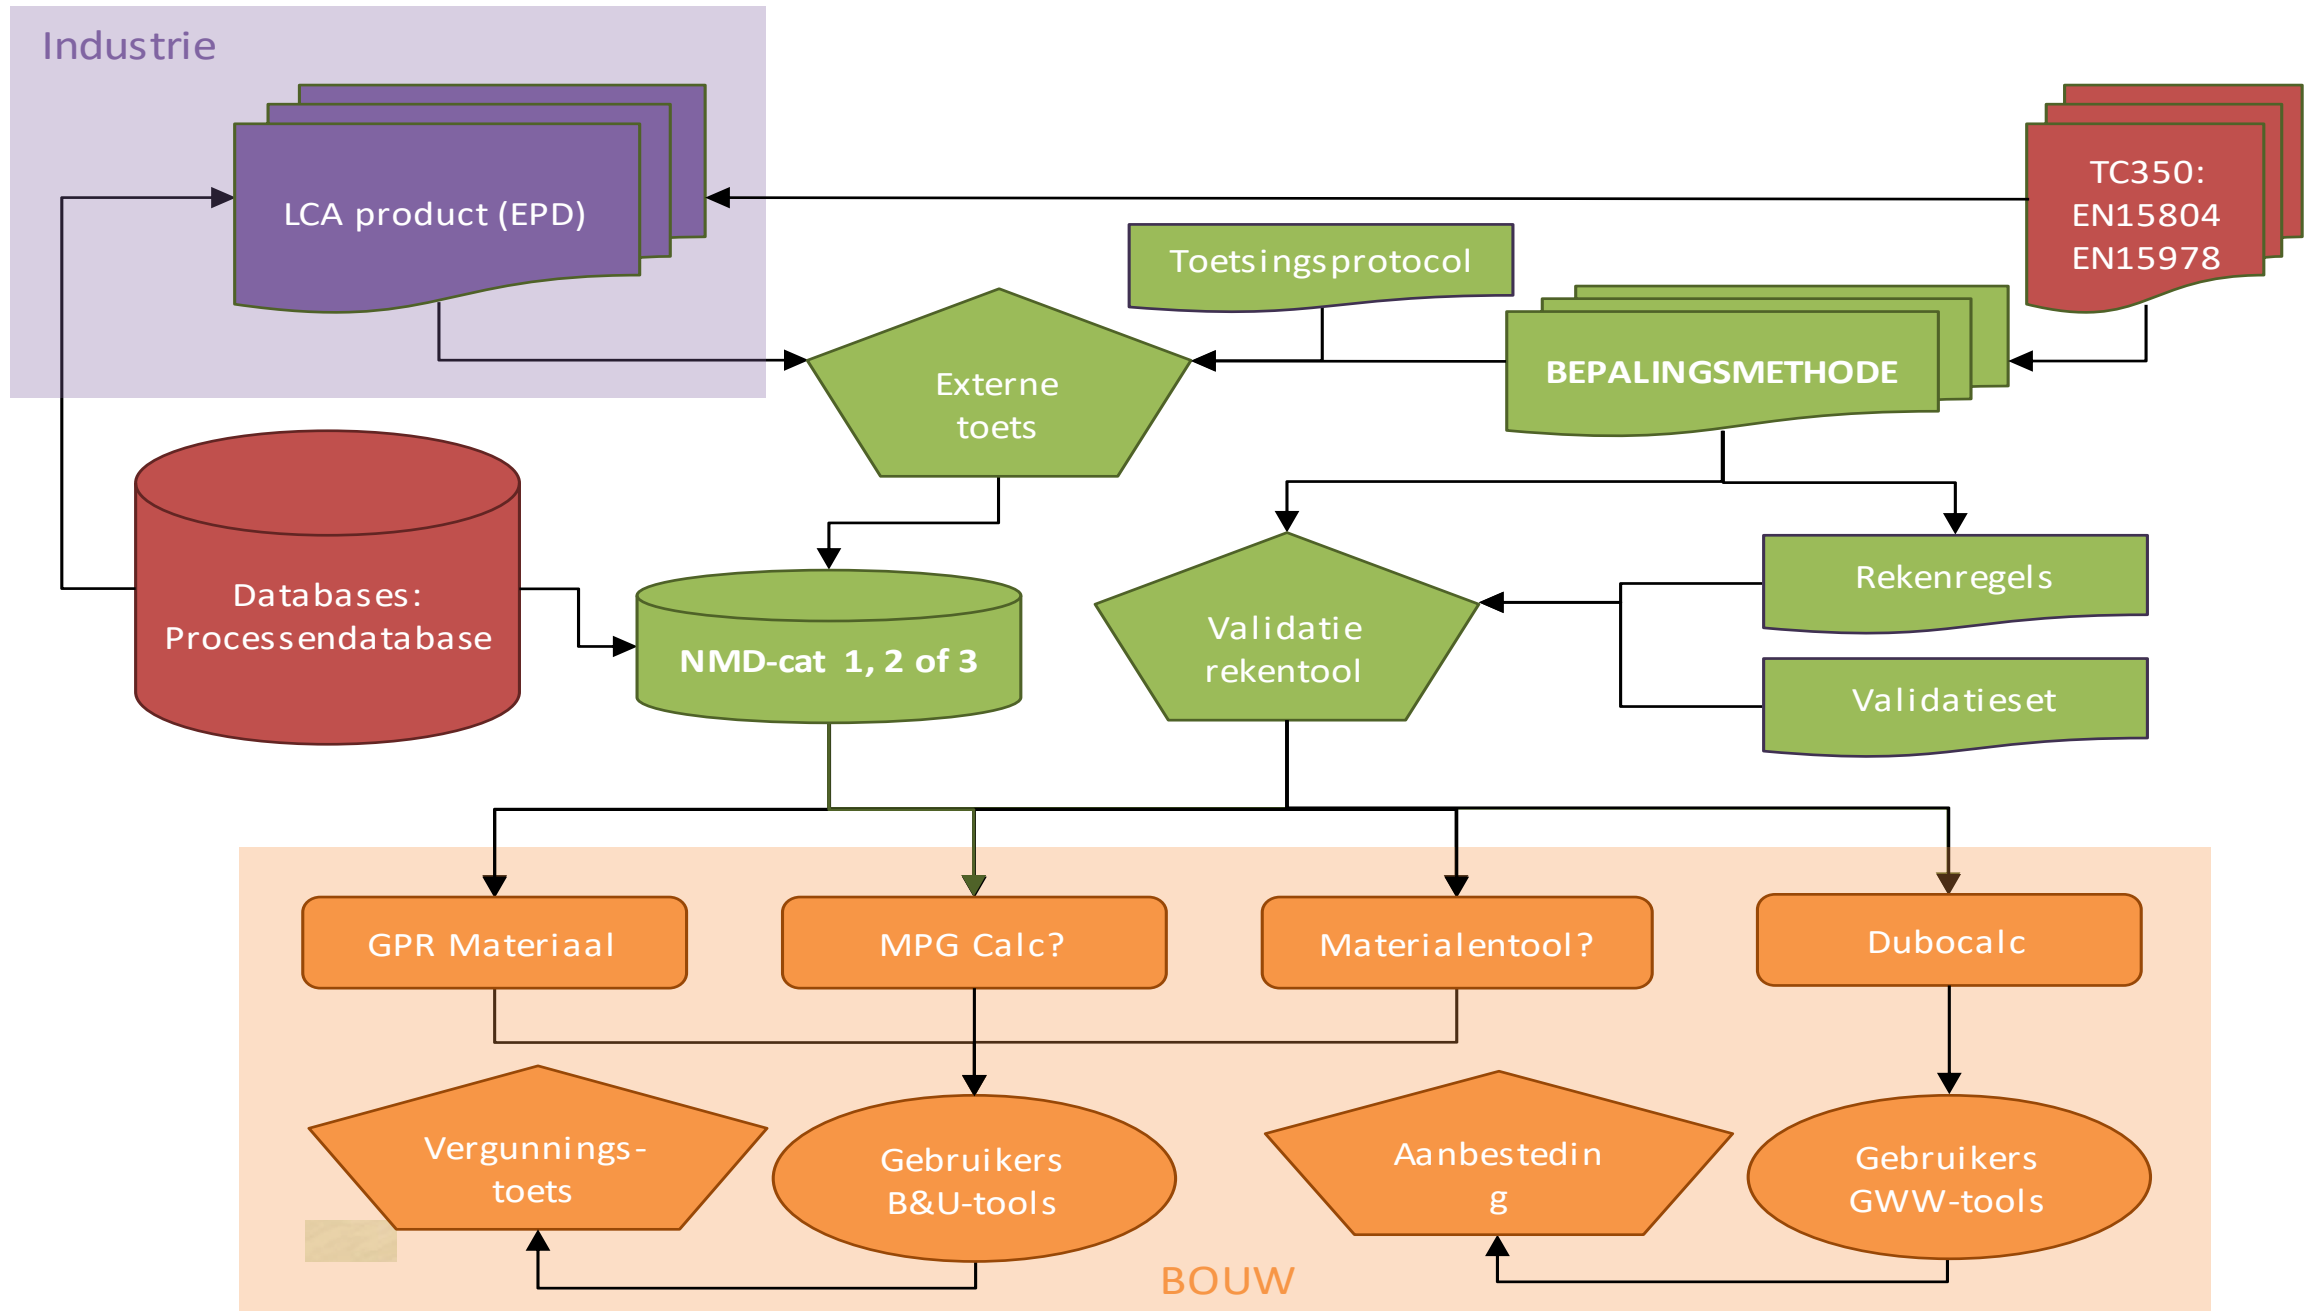 Industrie
LCA product (EPD)
TC350:
EN15804
EN15978
Toetsingsprotocol
BEPALINGSMETHODE
Externe
toets
Databases:
Processendatabase
NMD-cat 1, 2 of 3
Validatie
rekentool
Rekenregels
Validatieset
GPR Materiaal
MPG Calc?
Materialentool?
Dubocalc
Vergunnings-
toets
Gebruikers
B&U-tools
Aanbestedin
g
Gebruikers
GWW-tools
BOUW